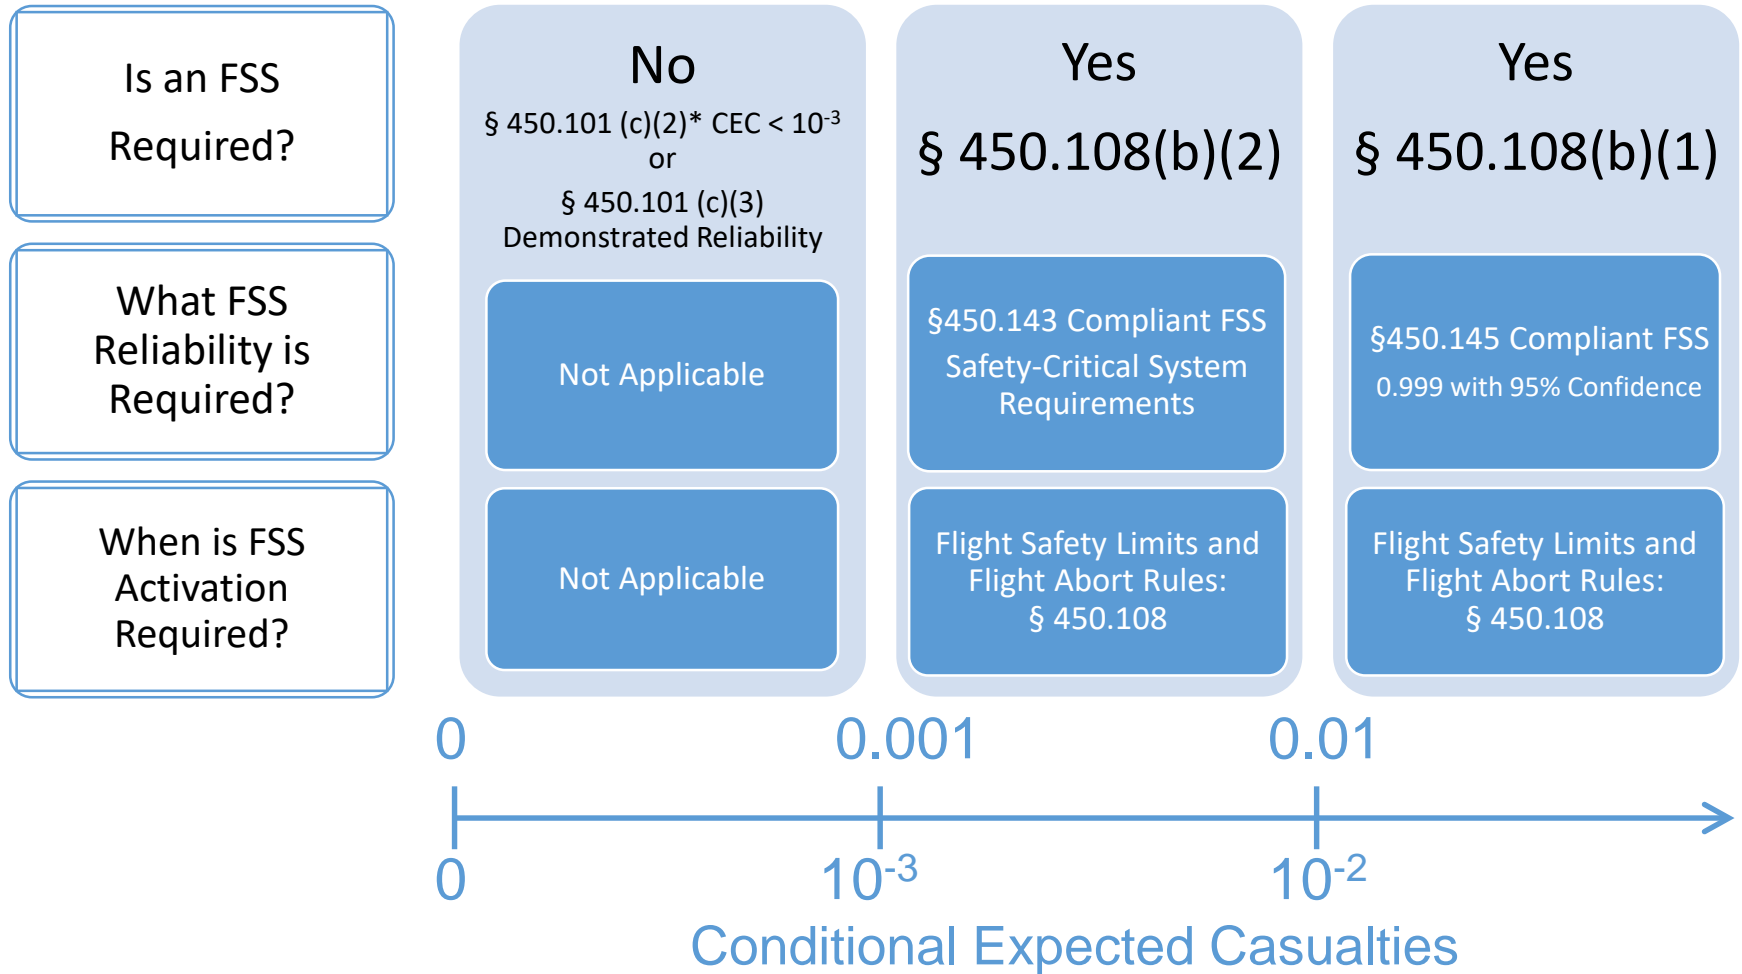 Is an FSS
Required?
No
§ 450.101 (c)(2)* CEC < 10⁻³
or
§ 450.101 (c)(3)
Demonstrated Reliability
Yes
§ 450.108(b)(2)
Yes
§ 450.108(b)(1)
What FSS
Reliability is
Required?
Not Applicable
§450.143 Compliant FSS
Safety-Critical System
Requirements
§450.145 Compliant FSS
0.999 with 95% Confidence
When is FSS
Activation
Required?
Not Applicable
Flight Safety Limits and
Flight Abort Rules:
§ 450.108
Flight Safety Limits and
Flight Abort Rules:
§ 450.108
0 0.001 0.01
0 10⁻³ 10⁻²
Conditional Expected Casualties